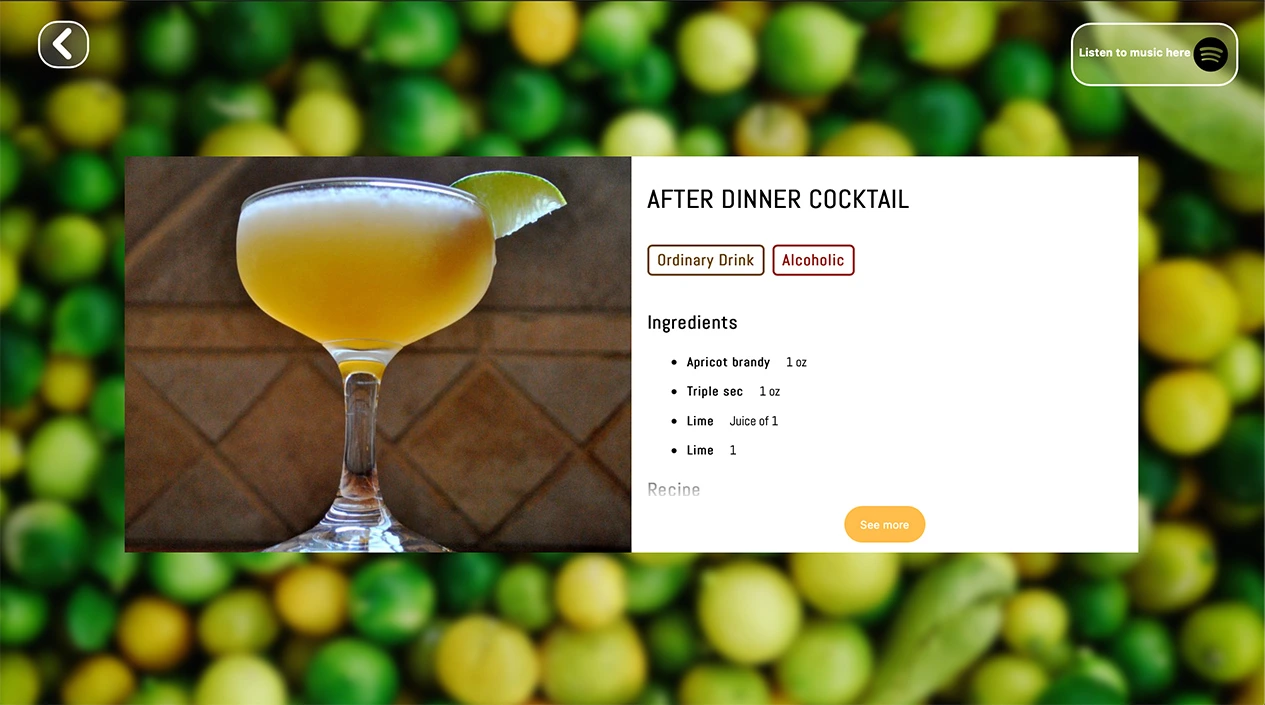 Listen to music here
AFTER DINNER COCKTAIL
Ordinary Drink Alcoholic
Ingredients
Apricot brandy 1 oz
Triple sec 1 oz
Lime Juice of 1
Lime 1
Recipe
See more